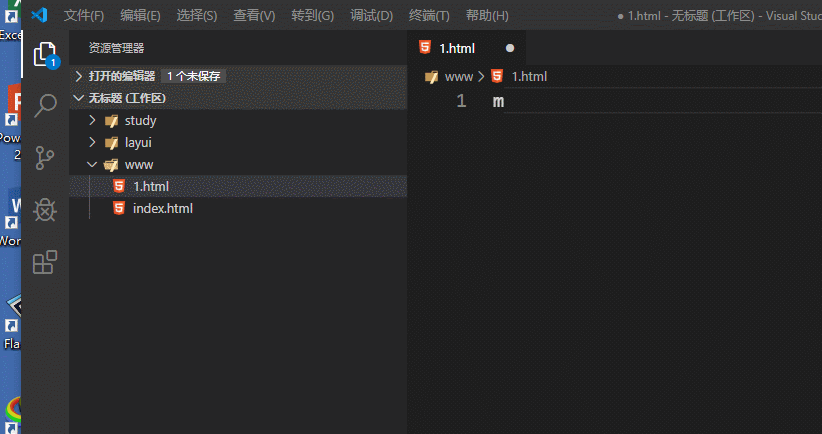 文件(F) 编辑(E) 选择(S) 查看(V) 转到(G) 调试(D) 终端(T) 帮助(H) ● 1.html - 无标题 (工作区) - Visual Stu
资源管理器
打开的编辑器 1 个未保存
无标题 (工作区)
study
layui
www
1.html
index.html
1.html
www > 1.html
1 m
1
Exce
Pow
2
Wor
Fla